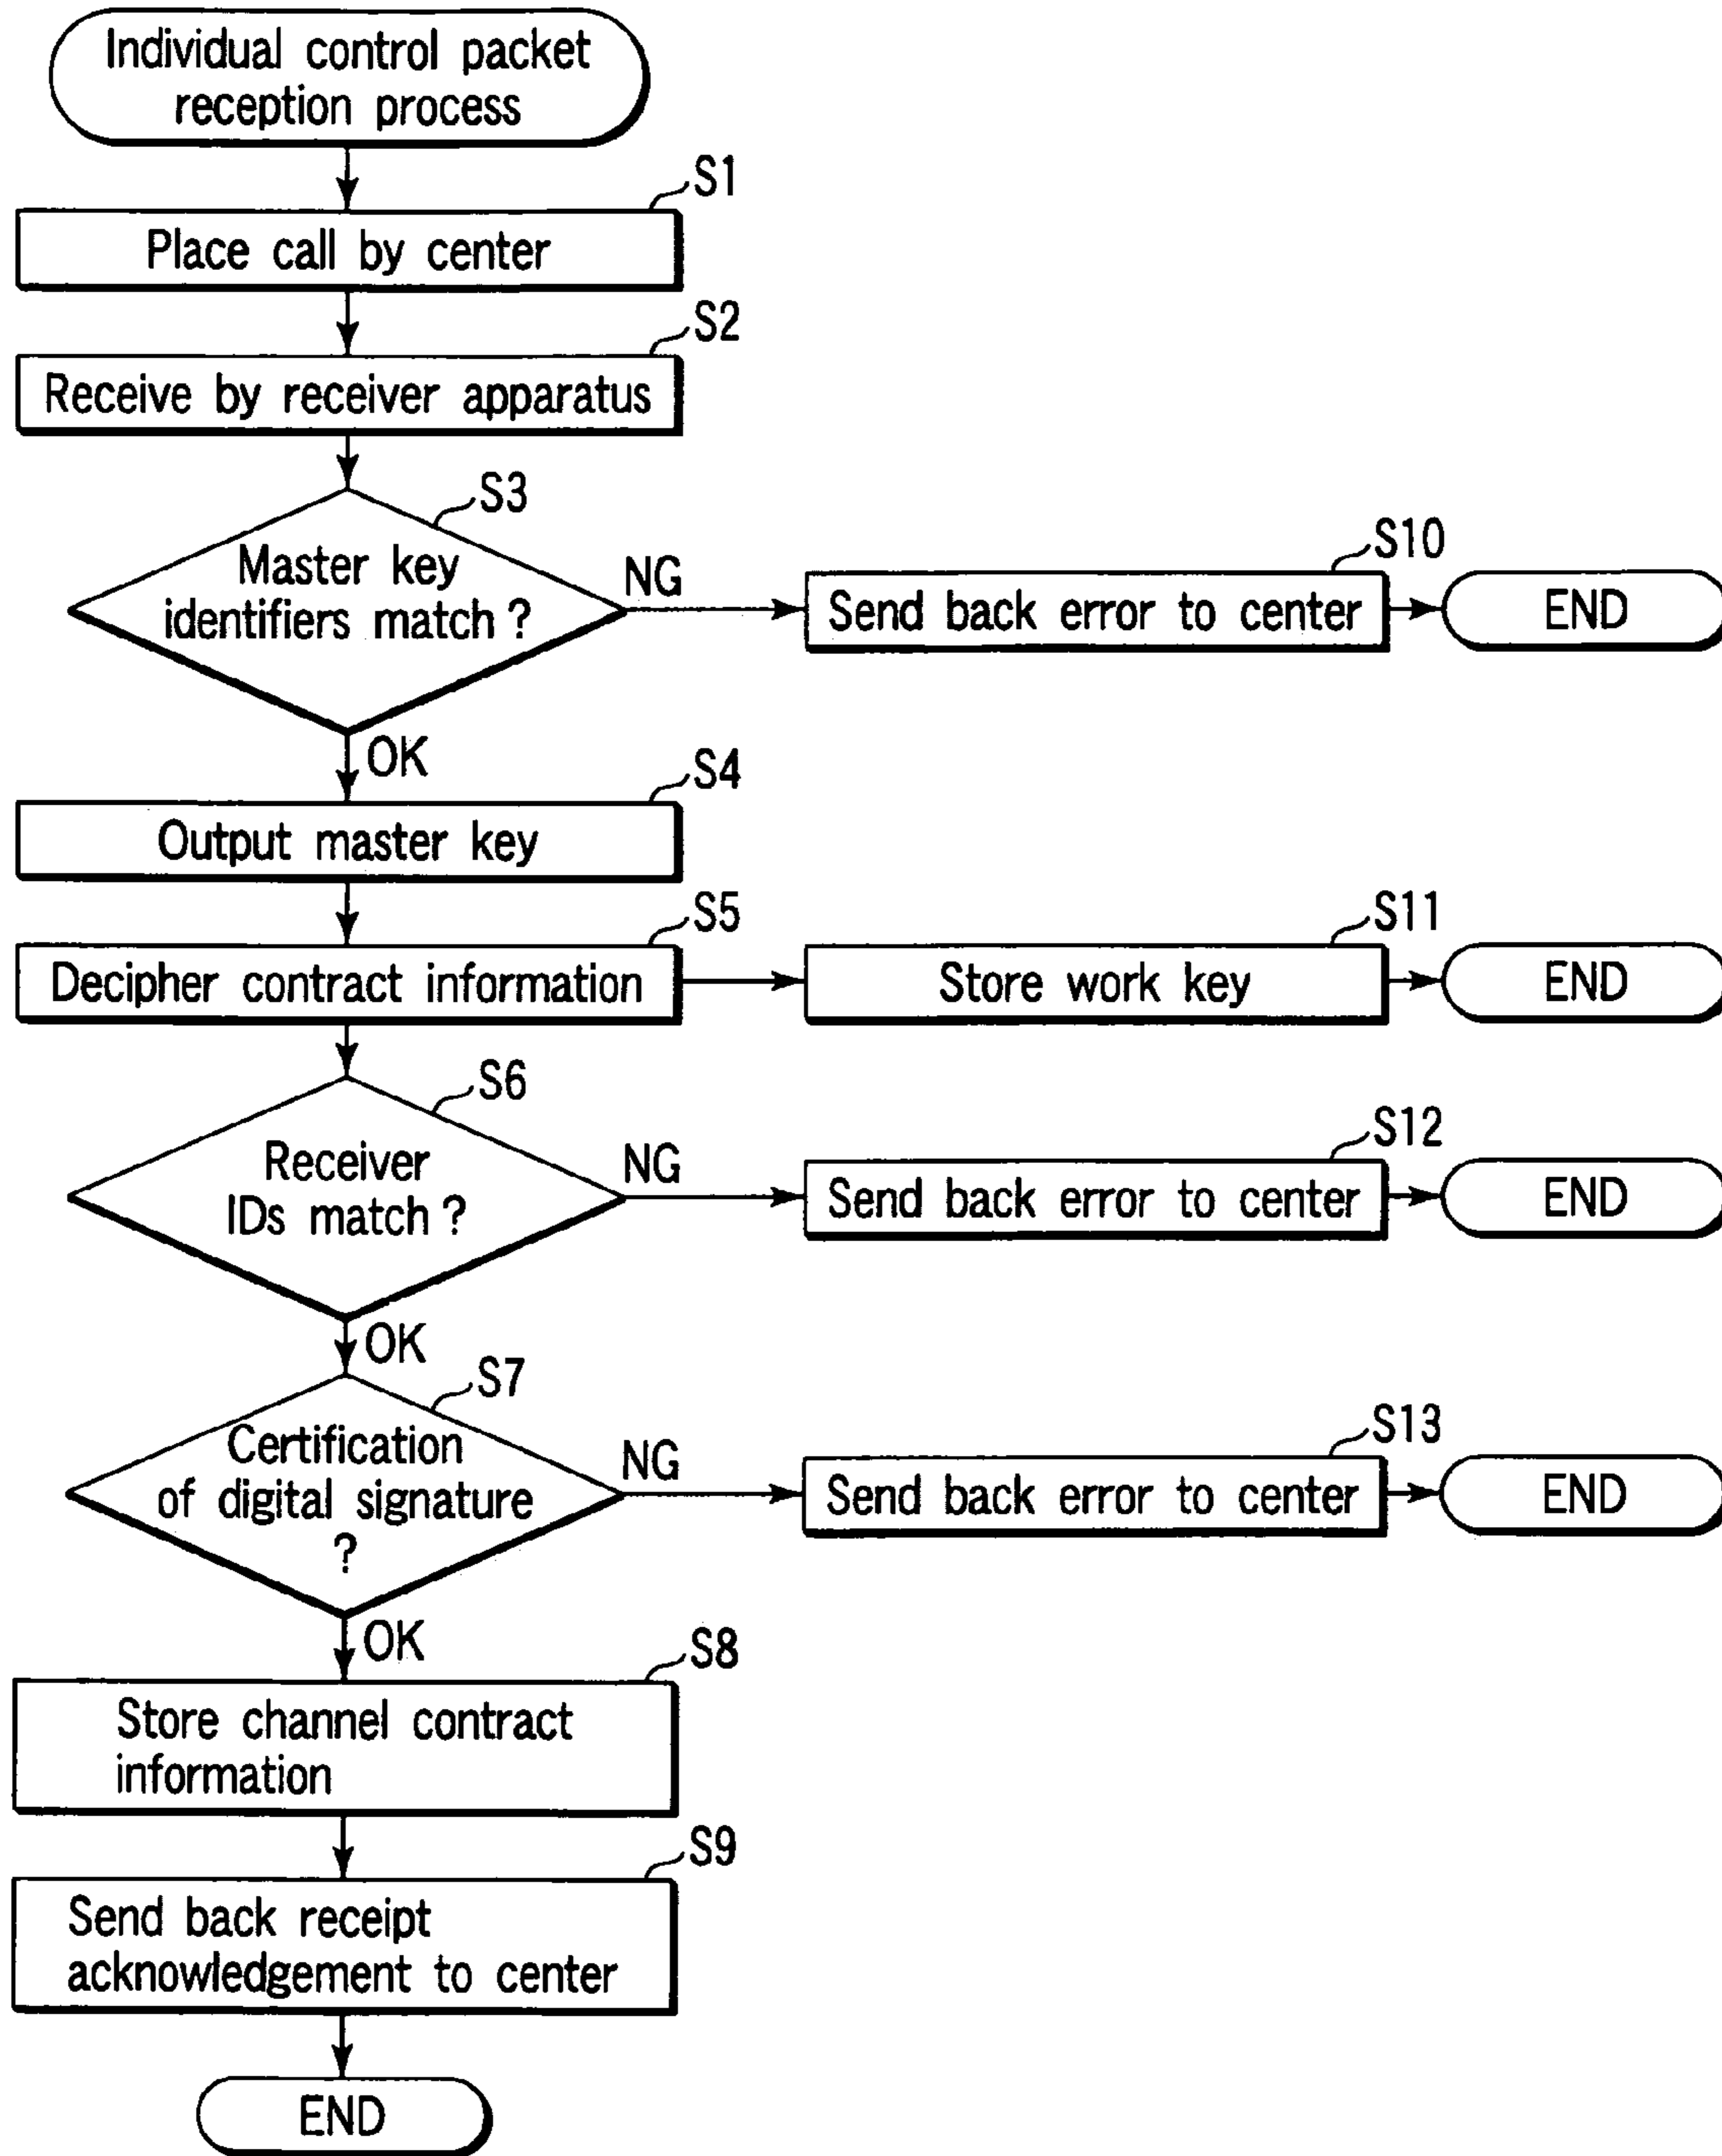 Individual control packet
reception process
S1
Place call by center
S2
Receive by receiver apparatus
S3
Master key
identifiers match ?
NG
S10
Send back error to center
END
OK
S4
Output master key
S5
Decipher contract information
S11
Store work key
END
S6
Receiver
IDs match ?
NG
S12
Send back error to center
END
OK
S7
Certification
of digital signature
?
NG
S13
Send back error to center
END
OK
S8
Store channel contract
information
S9
Send back receipt
acknowledgement to center
END